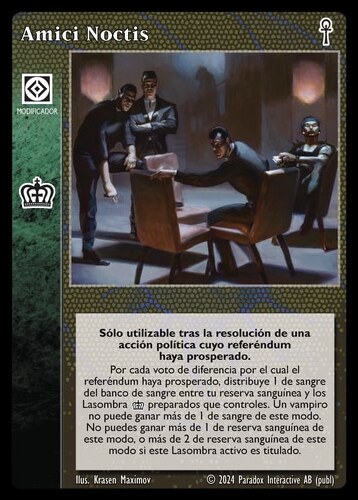 Amici Noctis
MODIFICADOR
Sólo utilizable tras la resolución de una
acción política cuyo referéndum
haya prosperado.
Por cada voto de diferencia por el cual el
referéndum haya prosperado, distribuye 1 de sangre
del banco de sangre entre tu reserva sanguínea y los
Lasombra preparados que controles. Un vampiro
no puede ganar más de 1 de sangre de este modo.
No puedes ganar más de 1 reserva sanguínea de
este modo, o más de 2 de reserva sanguínea de este
modo si este Lasombra activo es titulado.
Ilus. Krasen Maximov
© 2024 Paradox Interactive AB (publ)